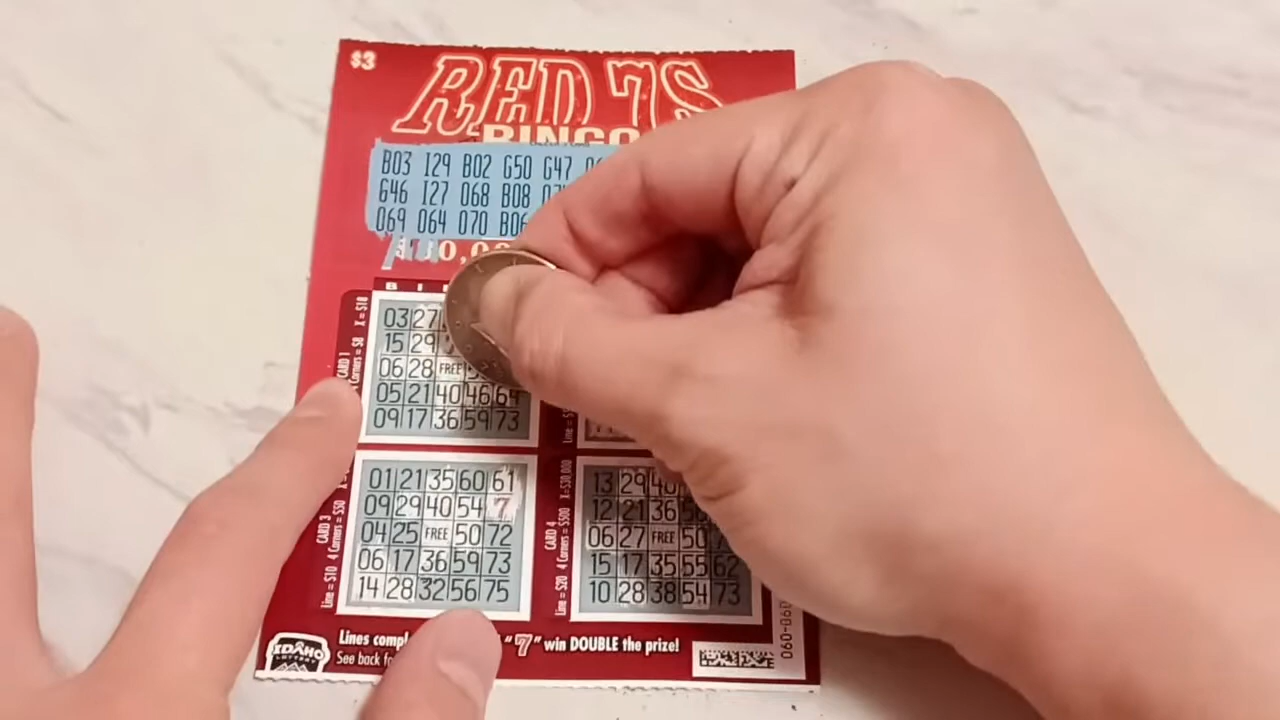 $3
RED 7S
BINGO
B03 I29 B02 G50 G47
G46 I27 O68 B08
O69 O64 O70 B06
B I
CARD 1
4 Corners = $8 X = $18
03 27
15 29
06 28 FREE
05 21 40 46 64
09 17 36 59 73
CARD 3
Line = $10 4 Corners = $50
01 21 35 60 61
09 29 40 54 7
04 25 FREE 50 72
06 17 36 59 73
14 28 32 56 75
CARD 4
Line = $20 4 Corners = $500 X = $30,000
13 29 40
12 21 36
06 27 FREE 50
15 17 35 55 62
10 28 38 54 73
Lines "7" win DOUBLE the prize!
See back
IDAHO
LOTTERY